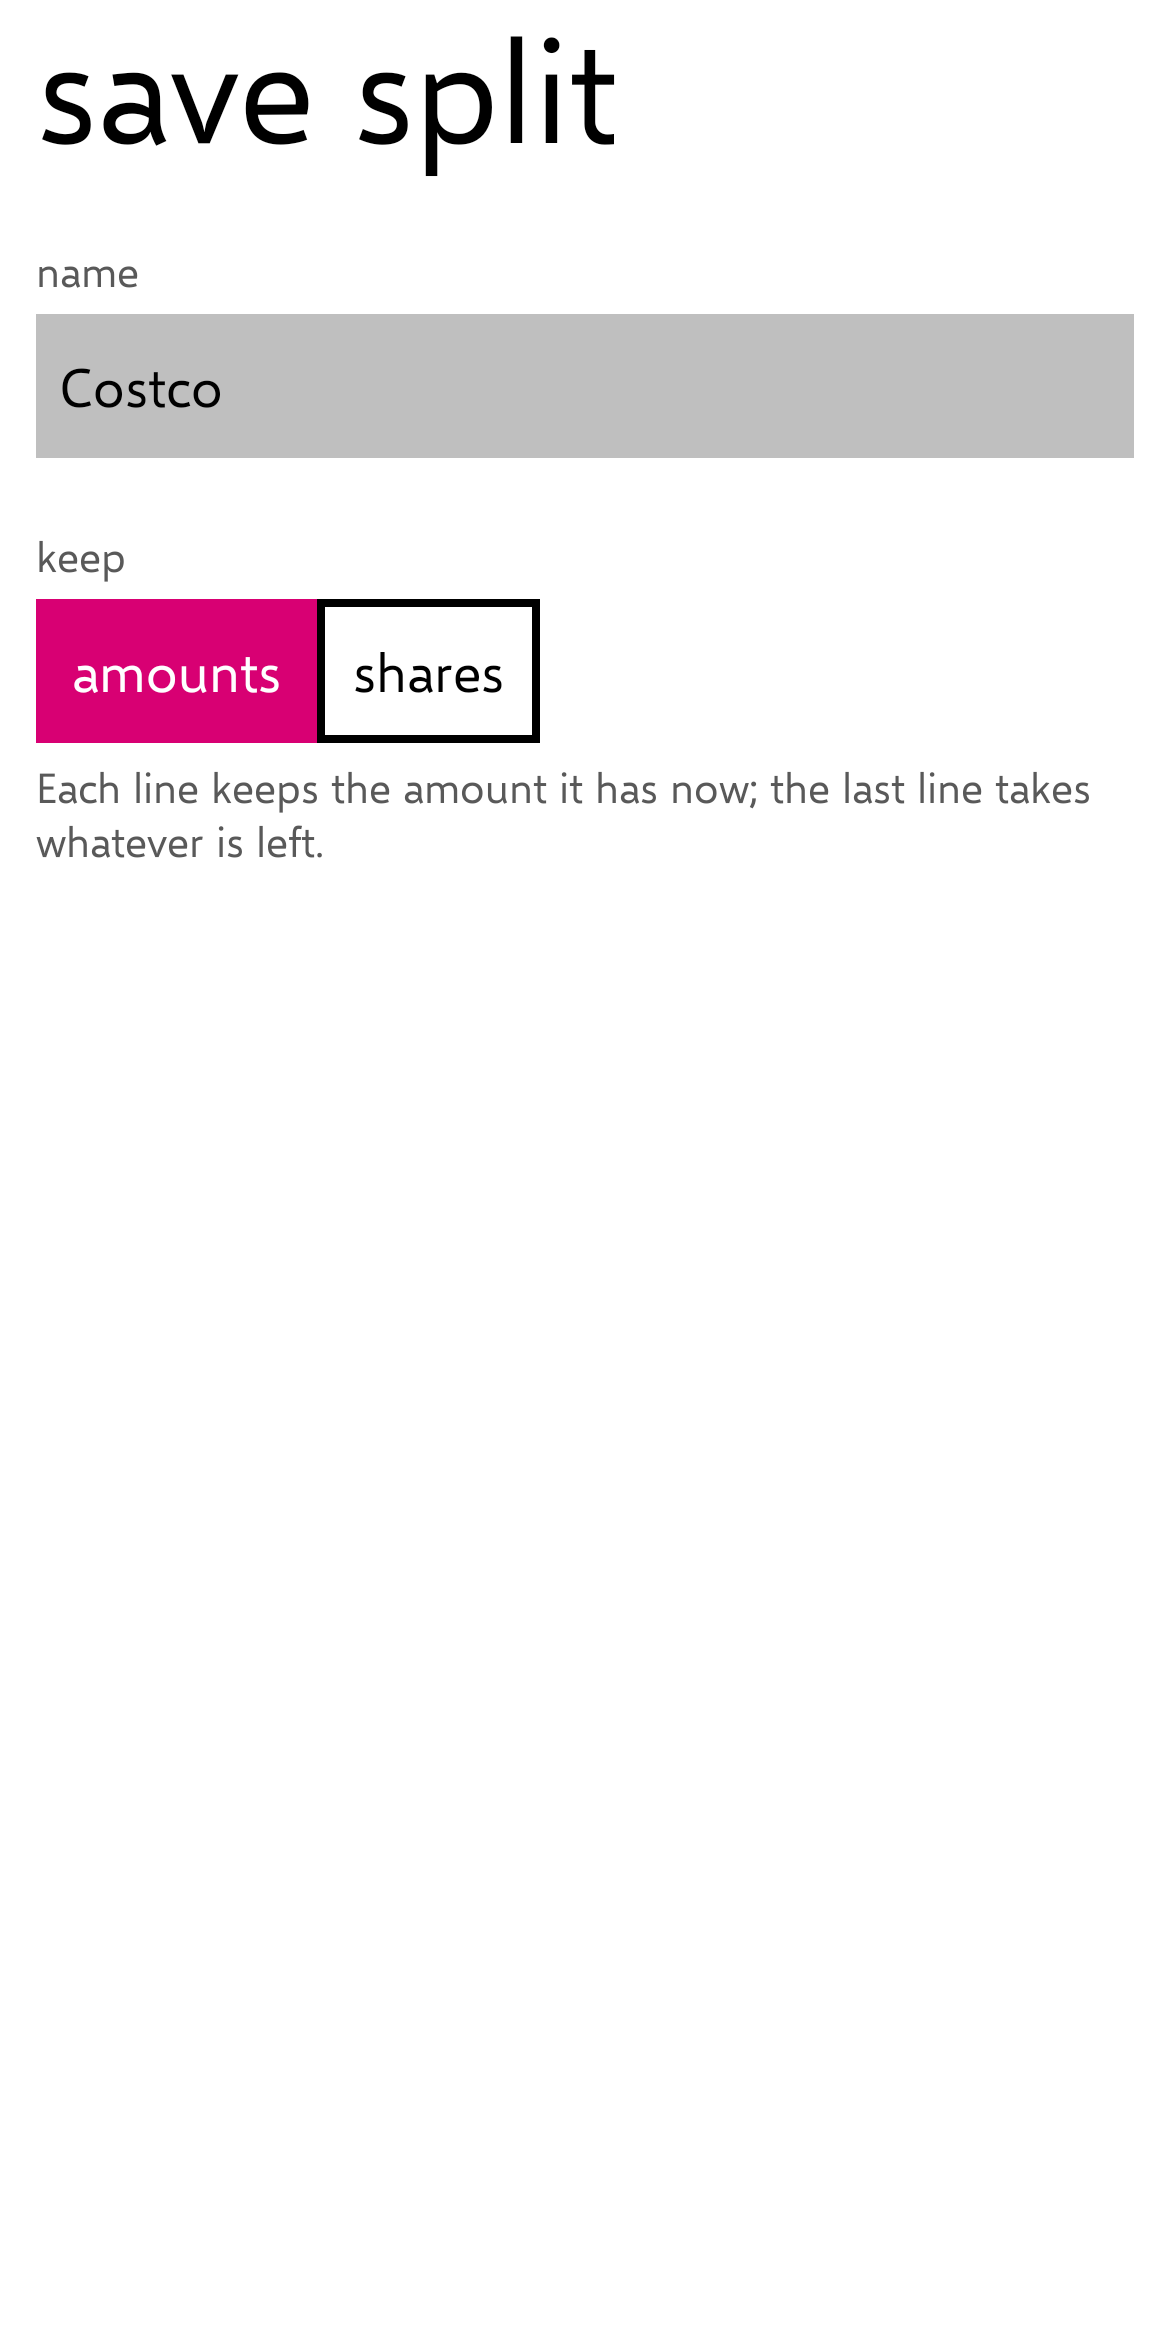 save split
name
Costco
keep
amounts shares
Each line keeps the amount it has now; the last line takes
whatever is left.